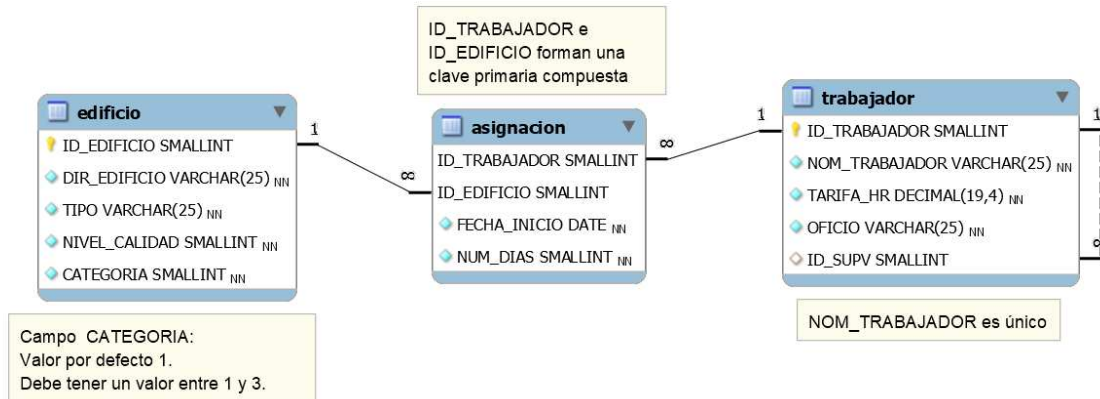 ID_TRABAJADOR e
ID_EDIFICIO forman una
clave primaria compuesta
edificio
ID_EDIFICIO SMALLINT
DIR_EDIFICIO VARCHAR(25) NN
TIPO VARCHAR(25) NN
NIVEL_CALIDAD SMALLINT NN
CATEGORIA SMALLINT NN
1
∞
asignacion
ID_TRABAJADOR SMALLINT
ID_EDIFICIO SMALLINT
FECHA_INICIO DATE NN
NUM_DIAS SMALLINT NN
∞
1
trabajador
ID_TRABAJADOR SMALLINT
NOM_TRABAJADOR VARCHAR(25) NN
TARIFA_HR DECIMAL(19,4) NN
OFICIO VARCHAR(25) NN
ID_SUPV SMALLINT
1
∞
Campo CATEGORIA:
Valor por defecto 1.
Debe tener un valor entre 1 y 3.
NOM_TRABAJADOR es único